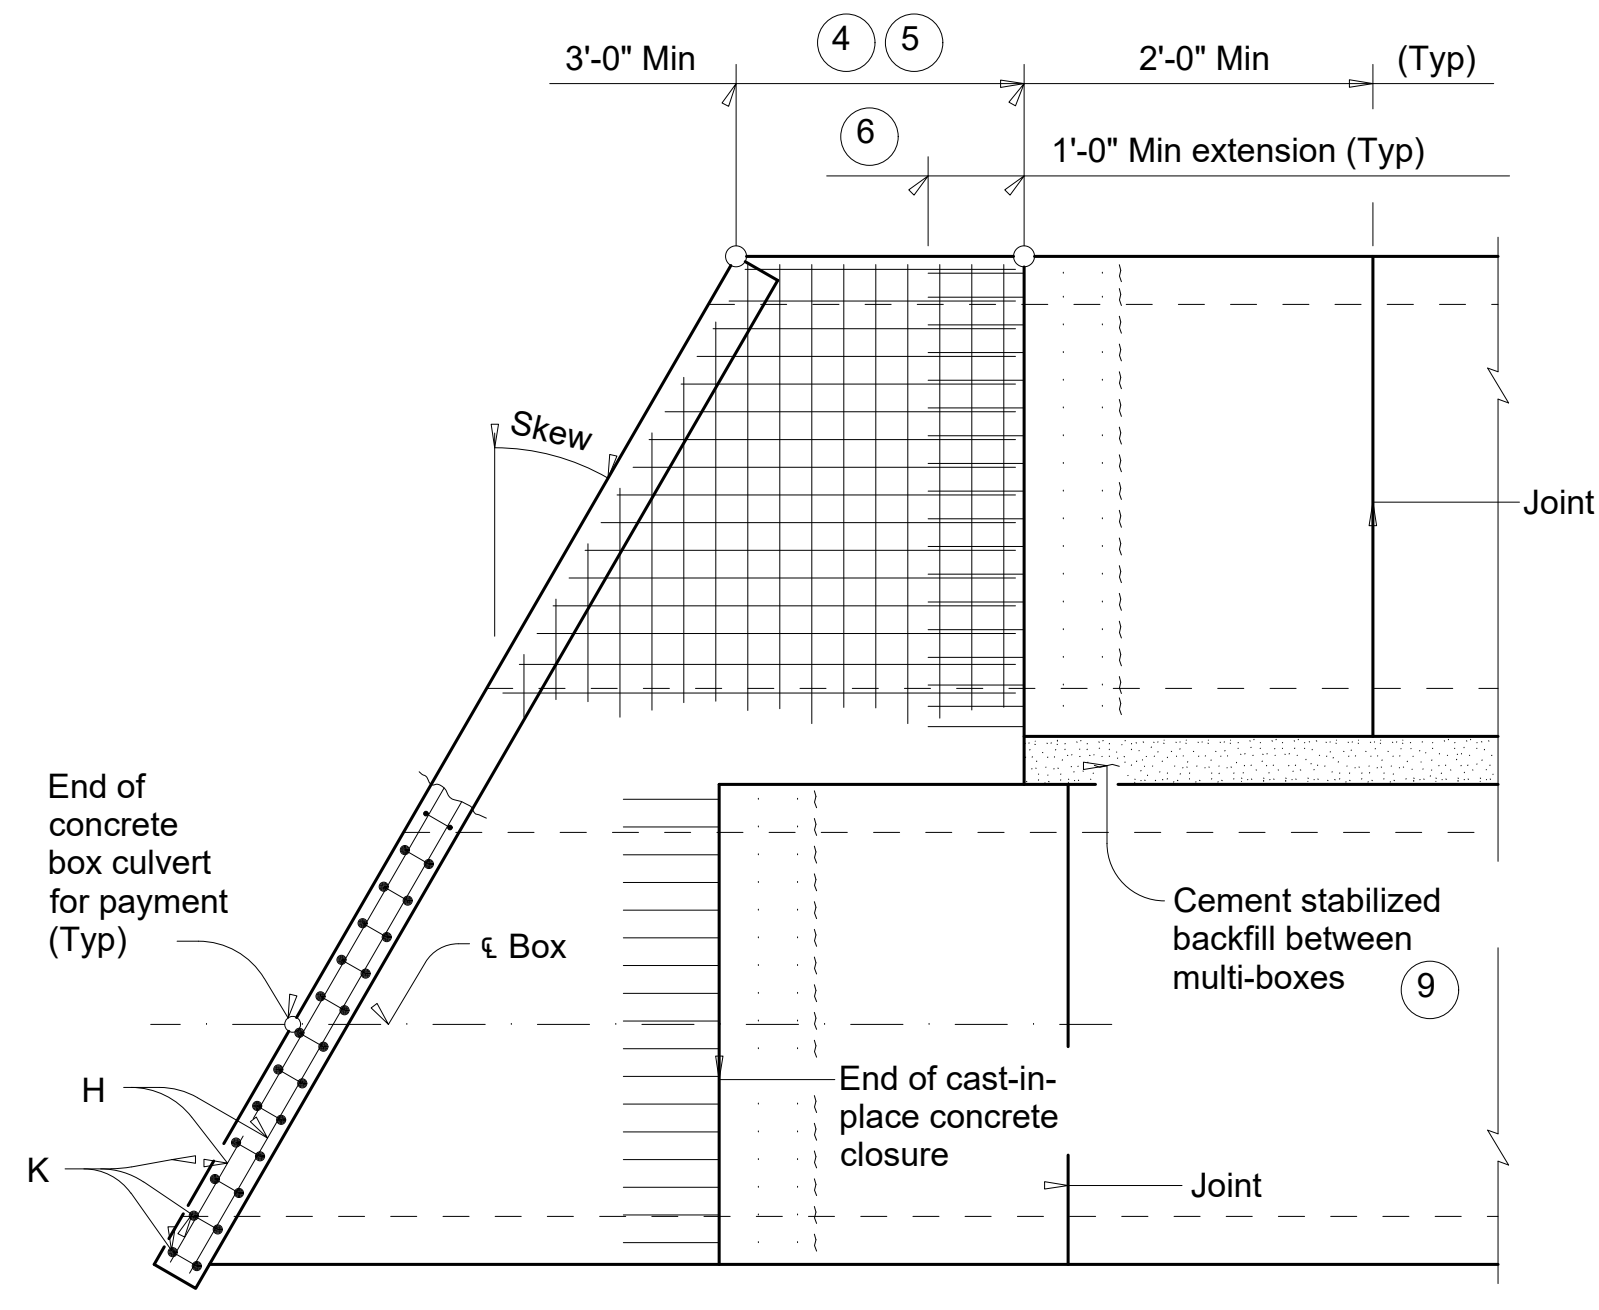 4 5
3'-0" Min
2'-0" Min
(Typ)
6
1'-0" Min extension (Typ)
Skew
Joint
End of
concrete
box culvert
for payment
(Typ)
℄ Box
Cement stabilized
backfill between
multi-boxes
9
H
End of cast-in-
place concrete
closure
K
Joint